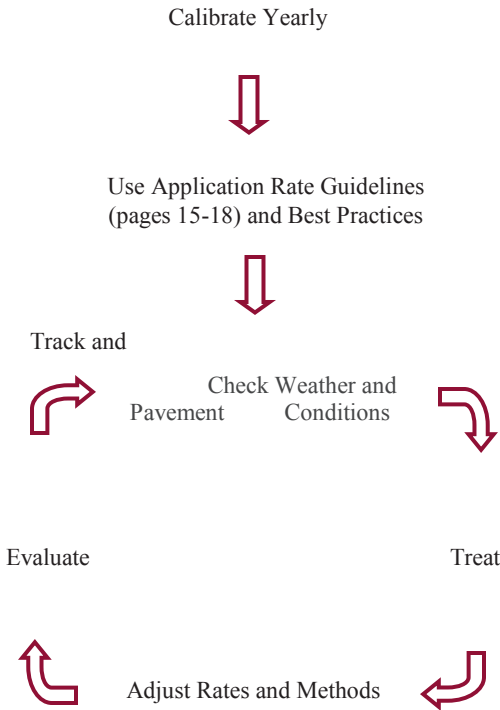 Calibrate Yearly
Use Application Rate Guidelines
(pages 15-18) and Best Practices
Track and
Check Weather and
Pavement Conditions
Evaluate
Treat
Adjust Rates and Methods